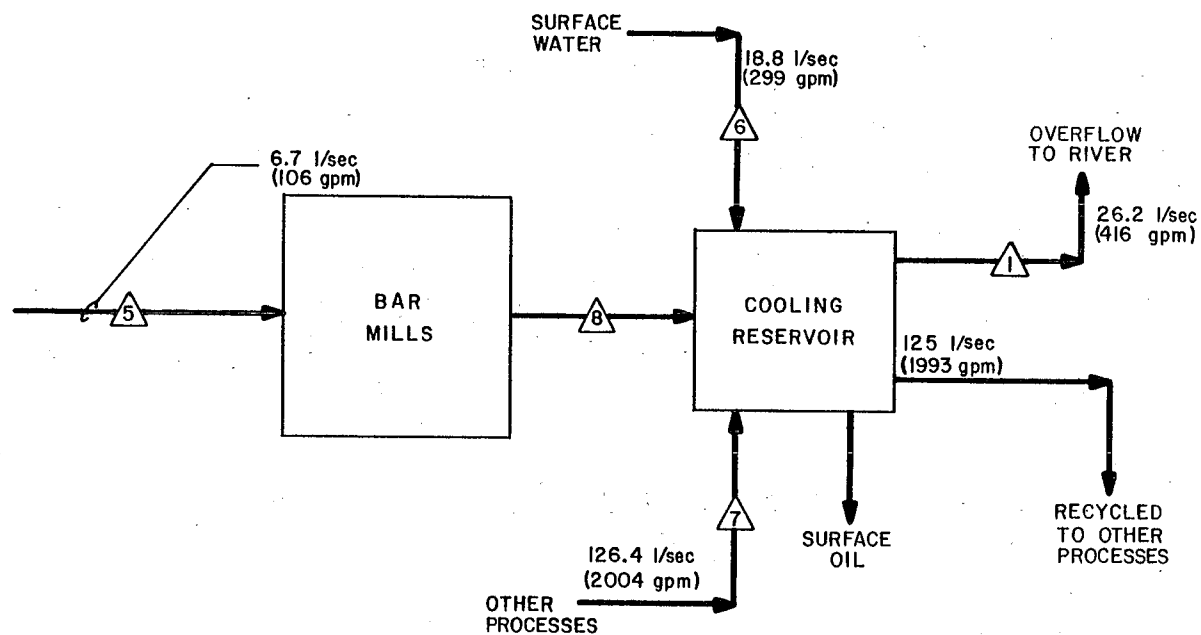 SURFACE
WATER
18.8 l/sec
(299 gpm)
6
OVERFLOW
TO RIVER
6.7 l/sec
(106 gpm)
26.2 l/sec
(416 gpm)
1
5
BAR
MILLS
8
COOLING
RESERVOIR
125 l/sec
(1993 gpm)
7
SURFACE
OIL
RECYCLED
TO OTHER
PROCESSES
126.4 l/sec
(2004 gpm)
OTHER
PROCESSES